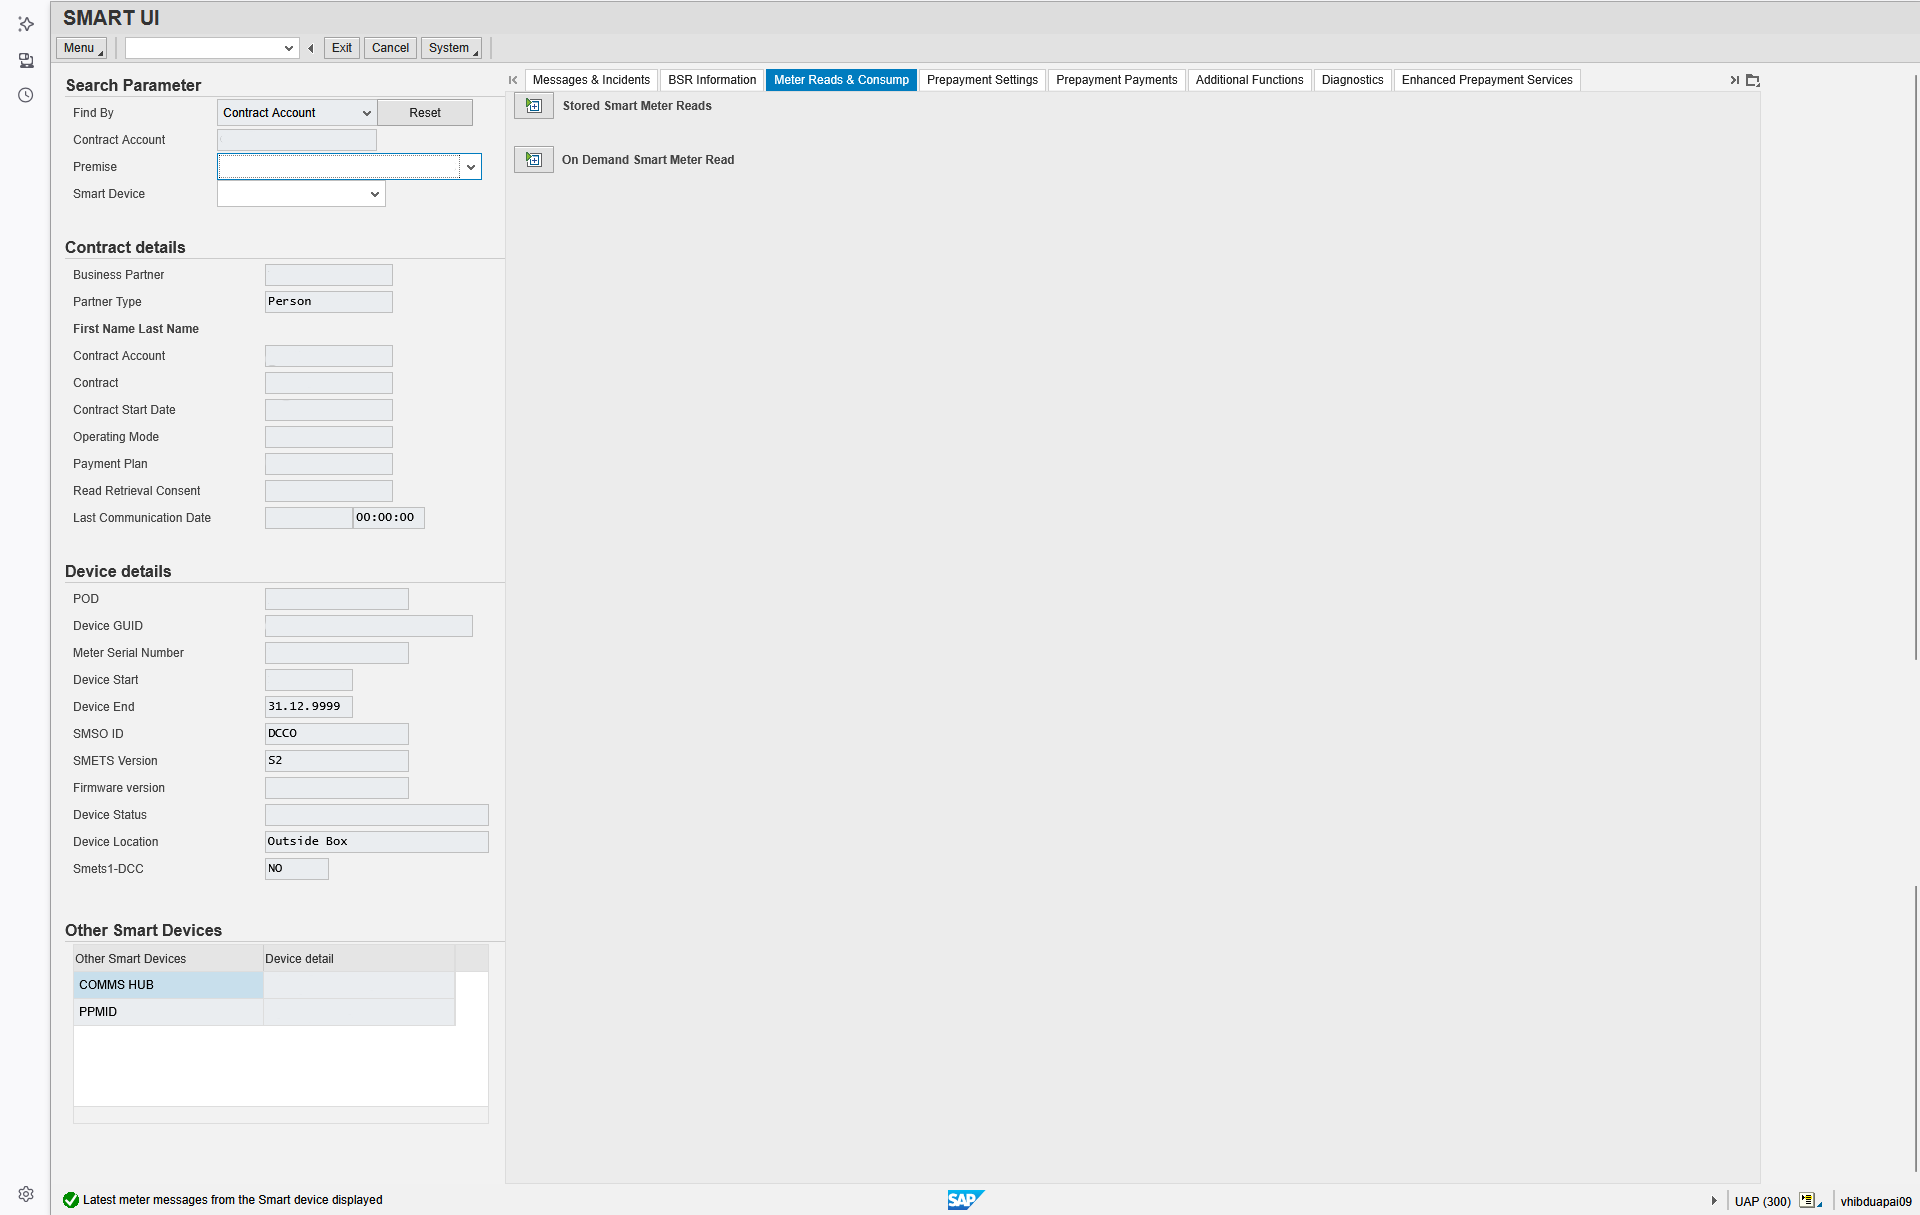 SMART UI
Menu
Exit
Cancel
System
Search Parameter
Find By
Contract Account
Reset
Contract Account
Premise
Smart Device
Contract details
Business Partner
Partner Type
Person
First Name Last Name
Contract Account
Contract
Contract Start Date
Operating Mode
Payment Plan
Read Retrieval Consent
Last Communication Date
00:00:00
Device details
POD
Device GUID
Meter Serial Number
Device Start
Device End
31.12.9999
SMSO ID
DCCO
SMETS Version
S2
Firmware version
Device Status
Device Location
Outside Box
Smets1-DCC
NO
Other Smart Devices
Other Smart Devices
Device detail
COMMS HUB
PPMID
Messages & Incidents
BSR Information
Meter Reads & Consump
Prepayment Settings
Prepayment Payments
Additional Functions
Diagnostics
Enhanced Prepayment Services
Stored Smart Meter Reads
On Demand Smart Meter Read
Latest meter messages from the Smart device displayed
SAP
UAP (300)
vhibduapai09